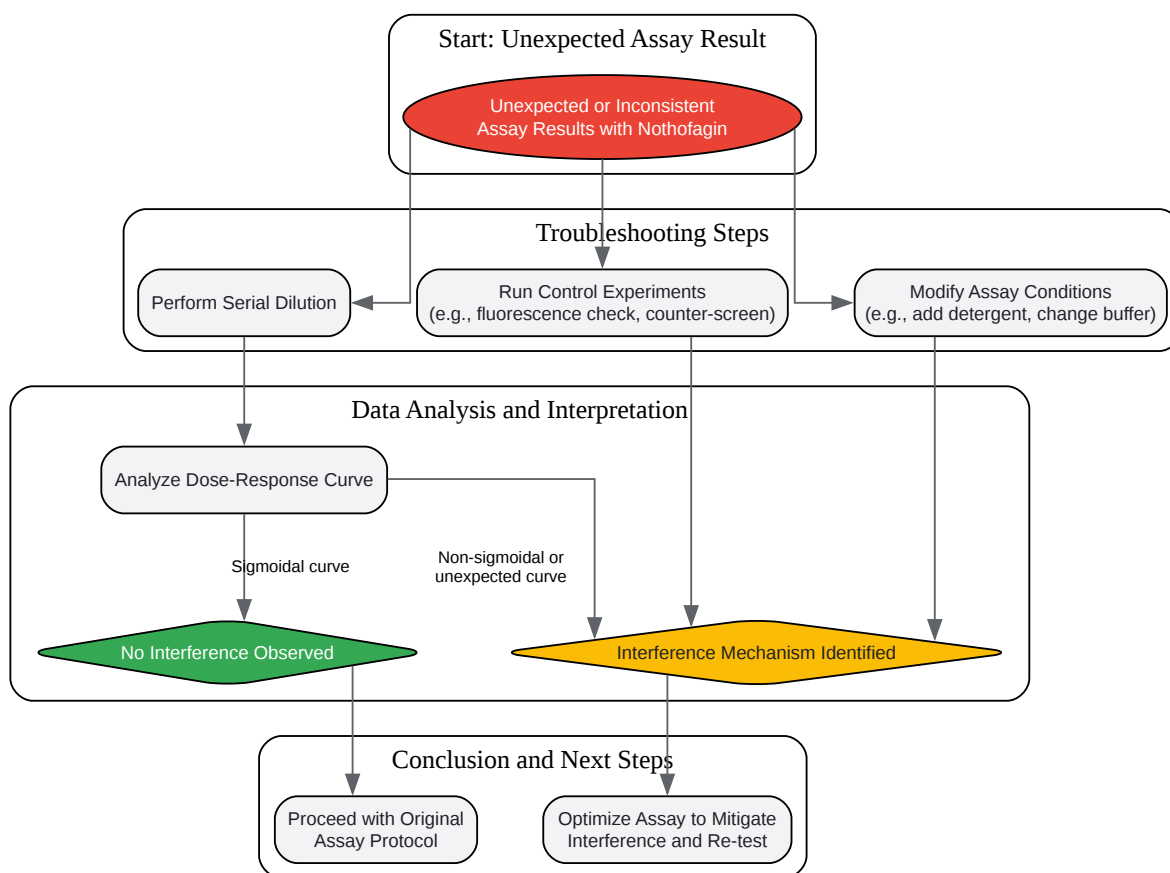 Start: Unexpected Assay Result
Unexpected or Inconsistent
Assay Results with Nothofagin
Troubleshooting Steps
Perform Serial Dilution
Run Control Experiments
(e.g., fluorescence check, counter-screen)
Modify Assay Conditions
(e.g., add detergent, change buffer)
Data Analysis and Interpretation
Analyze Dose-Response Curve
Sigmoidal curve
Non-sigmoidal or
unexpected curve
No Interference Observed
Interference Mechanism Identified
Conclusion and Next Steps
Proceed with Original
Assay Protocol
Optimize Assay to Mitigate
Interference and Re-test